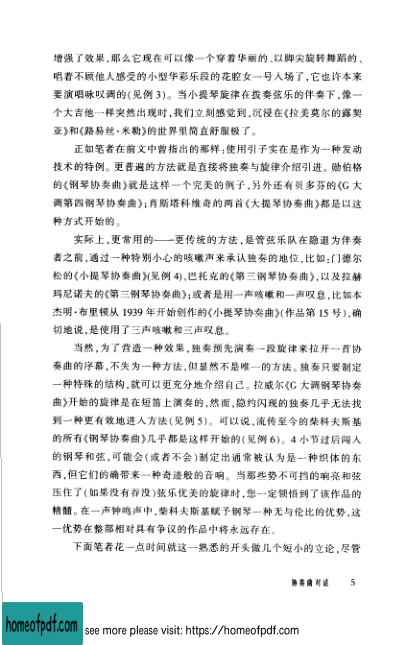 增强了效果,那么它现在可以像一个穿着华丽的、以脚尖旋转舞蹈的、
唱着不顾他人感受的小型华彩乐段的花腔女一号入场了,它也许本来
要演唱咏叹调的(见例 3)。当小提琴旋律在拨奏弦乐的伴奏下,像一
个大吉他一样突然出现时,我们立刻感觉到,沉浸在《拉美莫尔的露契
亚》和《路易丝·米勒》的世界里简直舒服极了。
正如笔者在前文中曾指出的那样:使用引子实在是作为一种发动
技术的特例。更普遍的方法就是直接将独奏与旋律介绍引进。勋伯格
的《钢琴协奏曲》就是这样一个完美的例子,另外还有贝多芬的《G 大
调第四钢琴协奏曲》;肖斯塔科维奇的两首《大提琴协奏曲》都是以这
种方式开始的。
实际上,更常用的——更传统的方法,是管弦乐队在隐退为伴奏
者之前,通过一种特别小心的咳嗽声来承认独奏的地位,比如:门德尔
松的《小提琴协奏曲》(见例 4)、巴托克的《第三钢琴协奏曲》,以及拉赫
玛尼诺夫的《第三钢琴协奏曲》;或者是用一声咳嗽和一声叹息,比如本
杰明·布里顿从 1939 年开始创作的《小提琴协奏曲》(作品第 15 号),确
切地说,是使用了三声咳嗽和三声叹息。
当然,为了营造一种效果,独奏预先演奏一段旋律来拉开一首协
奏曲的序幕,不失为一种方法,但显然不是唯一的方法。独奏只要制定
一种特殊的结构,就可以更充分地介绍自己。拉威尔《G 大调钢琴协奏
曲》开始的旋律是在短笛上演奏的,然而,隐约闪现的独奏几乎无法找
到一种更有效地进入方法(见例 5)。可以说,流传至今的柴科夫斯基
的所有《钢琴协奏曲》几乎都是这样开始的(见例 6)。4 小节过后闯入
的钢琴和弦,可能会(或者不会)制定出通常被认为是一种织体的东
西,但它们的确带来一种奇迹般的音响。当那些势不可挡的响亮和弦
压住了(如果没有吞没)弦乐优美的旋律时,您一定领悟到了该作品的
精髓。在一声钟鸣声中,柴科夫斯基赋予钢琴一种无与伦比的优势,这
一优势在整部相对具有争议的作品中将永远存在。
下面笔者花一点时间就这一熟悉的开头做几个短小的立论,尽管
协奏曲对话 5
homeofpdf.com
see more please visit: https://homeofpdf.com